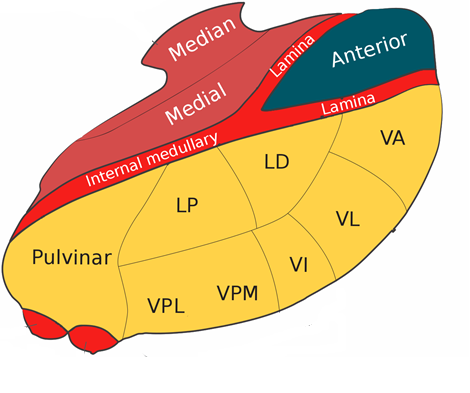 Median
Lamina
Anterior
Medial
Lamina
Internal medullary
VA
LD
LP
VL
Pulvinar
VI
VPM
VPL